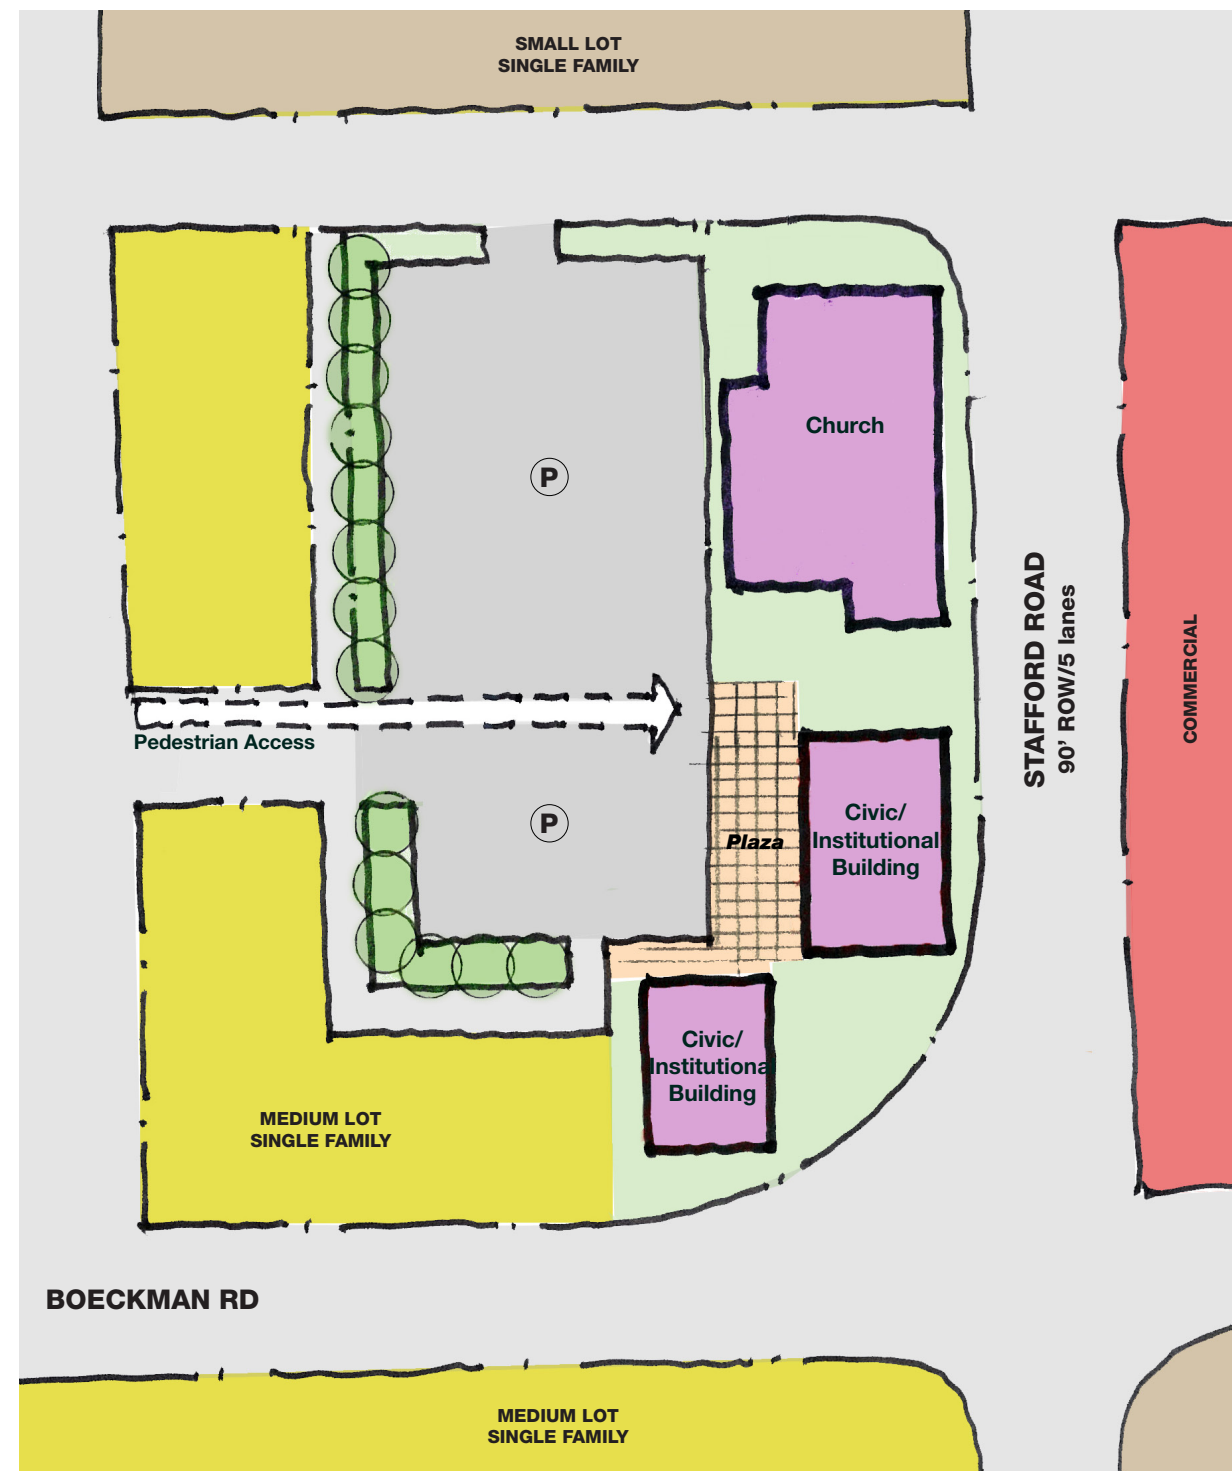 SMALL LOT
SINGLE FAMILY
Church
P
STAFFORD ROAD
90' ROW/5 lanes
COMMERCIAL
Pedestrian Access
P
Plaza
Civic/
Institutional
Building
Civic/
Institutional
Building
MEDIUM LOT
SINGLE FAMILY
BOECKMAN RD
MEDIUM LOT
SINGLE FAMILY